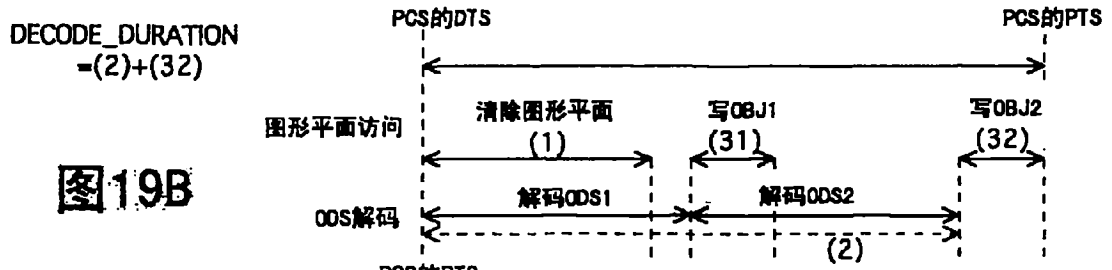 PCS的DTS
PCS的PTS
DECODE_DURATION
=(2)+(32)
清除图形平面
写OBJ1
写OBJ2
图形平面访问
(1)
(31)
(32)
图19B
解码ODS1
解码ODS2
ODS解码
(2)